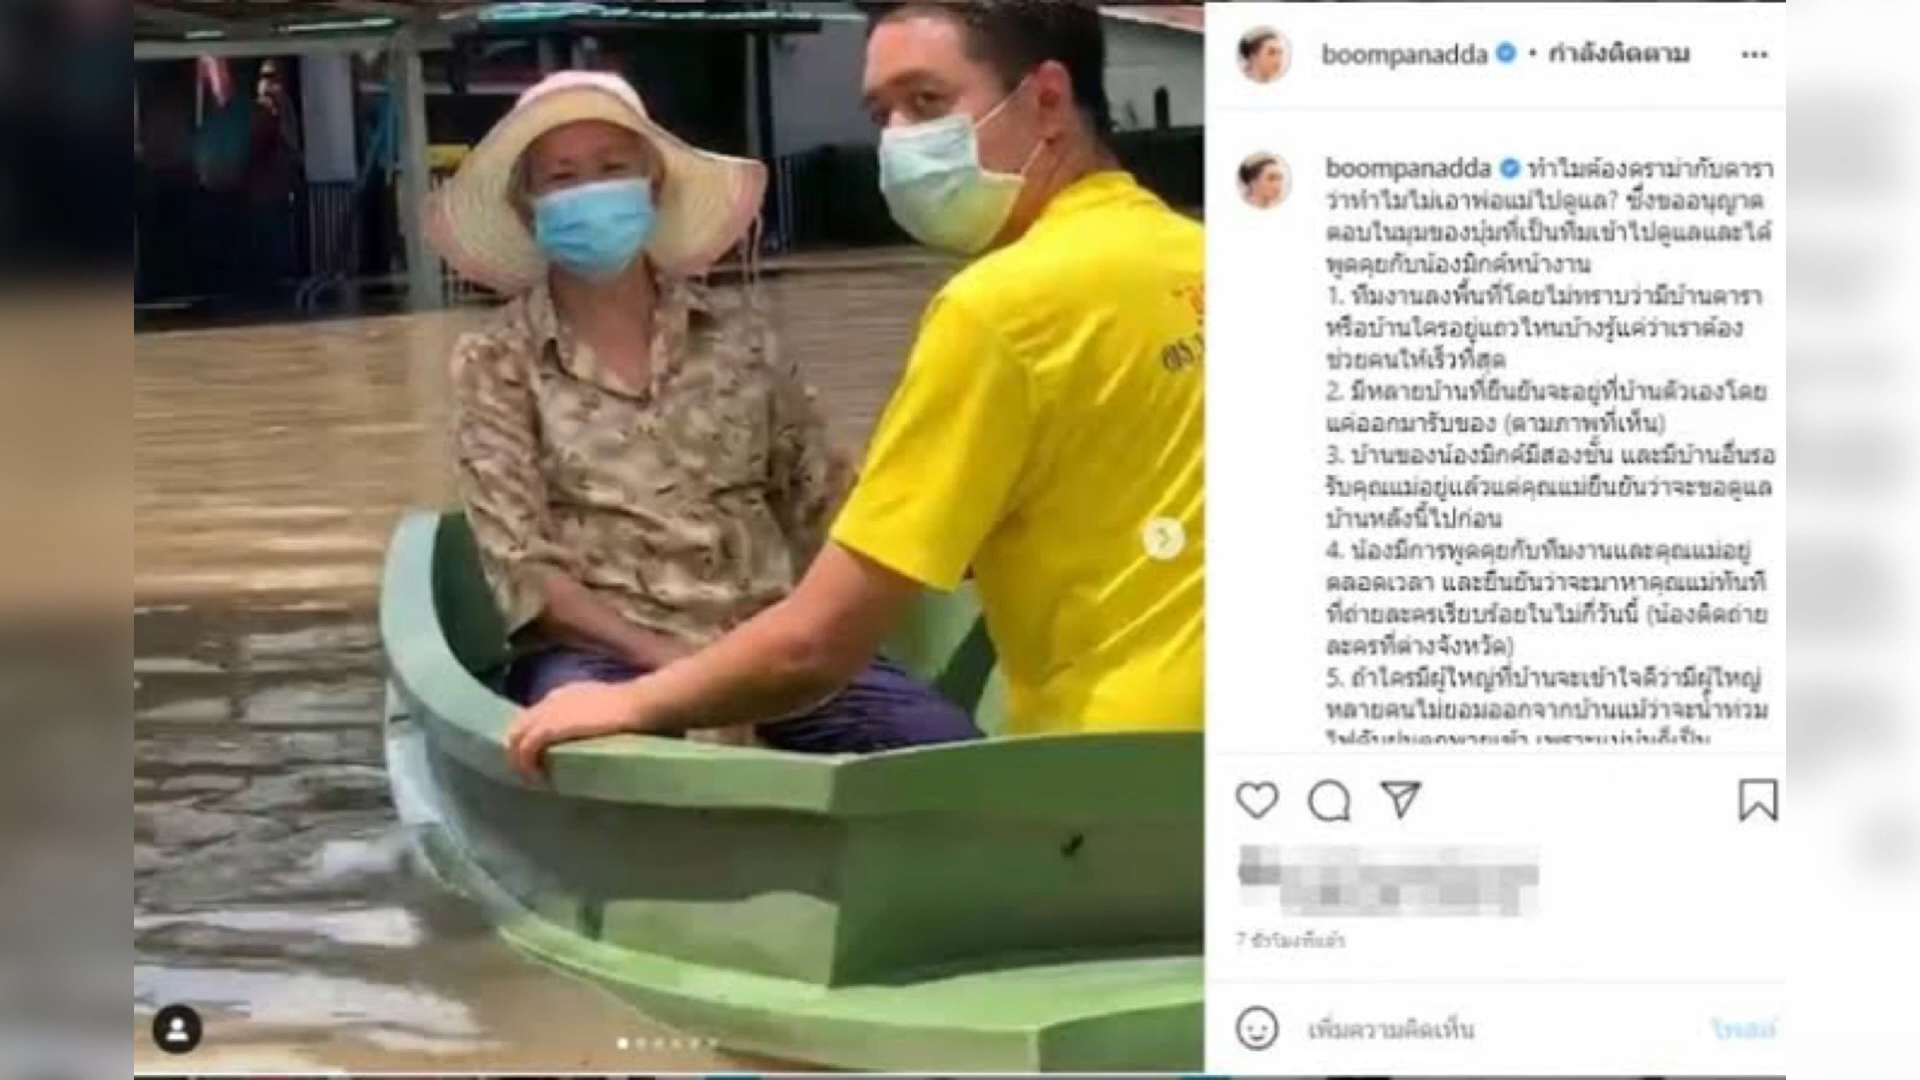 boompanadda • กำลังติดตาม
boompanadda ทำไมต้องดราม่ากับดารา
ว่าทำไมไม่เอาพ่อแม่ไปดูแล? ซึ่งขออนุญาต
ตอบในมุมของบุ่มที่เป็นทีมเข้าไปดูแลและได้
พูดคุยกับน้องมิกค์หน้างาน
1. ทีมงานลงพื้นที่โดยไม่ทราบว่ามีบ้านดารา
หรือบ้านใครอยู่แถวไหนบ้างรู้แค่ว่าเราต้อง
ช่วยคนให้เร็วที่สุด
2. มีหลายบ้านที่ยืนยันจะอยู่ที่บ้านตัวเองโดย
แค่ออกมารับของ (ตามภาพที่เห็น)
3. บ้านของน้องมิกค์มีสองชั้น และมีบ้านอื่นรอ
รับคุณแม่อยู่แล้วแต่คุณแม่ยืนยันว่าจะขอดูแล
บ้านหลังนี้ไปก่อน
4. น้องมีการพูดคุยกับทีมงานและคุณแม่อยู่
ตลอดเวลา และยืนยันว่าจะมาหาคุณแม่ทันที
ที่ถ่ายละครเรียบร้อยในไม่กี่วันนี้ (น้องติดถ่าย
ละครที่ต่างจังหวัด)
5. ถ้าใครมีผู้ใหญ่ที่บ้านจะเข้าใจดีว่ามีผู้ใหญ่
หลายคนไม่ยอมออกจากบ้านแม้ว่าจะน้ำท่วม
7 ชั่วโมงที่แล้ว
เพิ่มความคิดเห็น
โพสต์